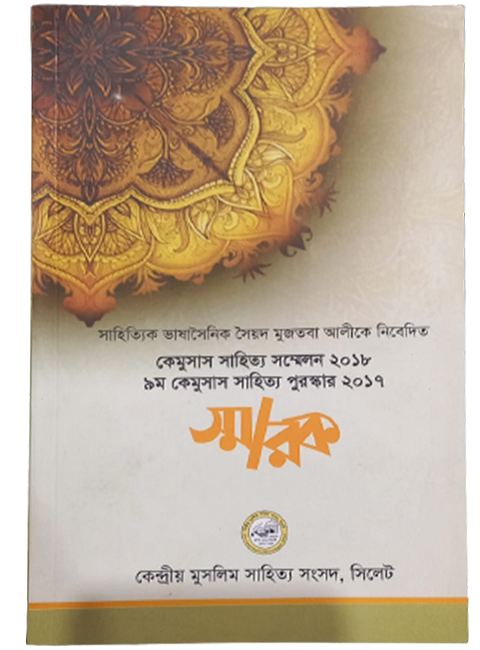 সাহিত্যিক ভাষাসৈনিক সৈয়দ মুজতবা আলীকে নিবেদিত
কেমুসাস সাহিত্য সম্মেলন ২০১৮
৯ম কেমুসাস সাহিত্য পুরস্কার ২০১৭
স্মারক
কেন্দ্রীয় মুসলিম সাহিত্য সংসদ, সিলেট